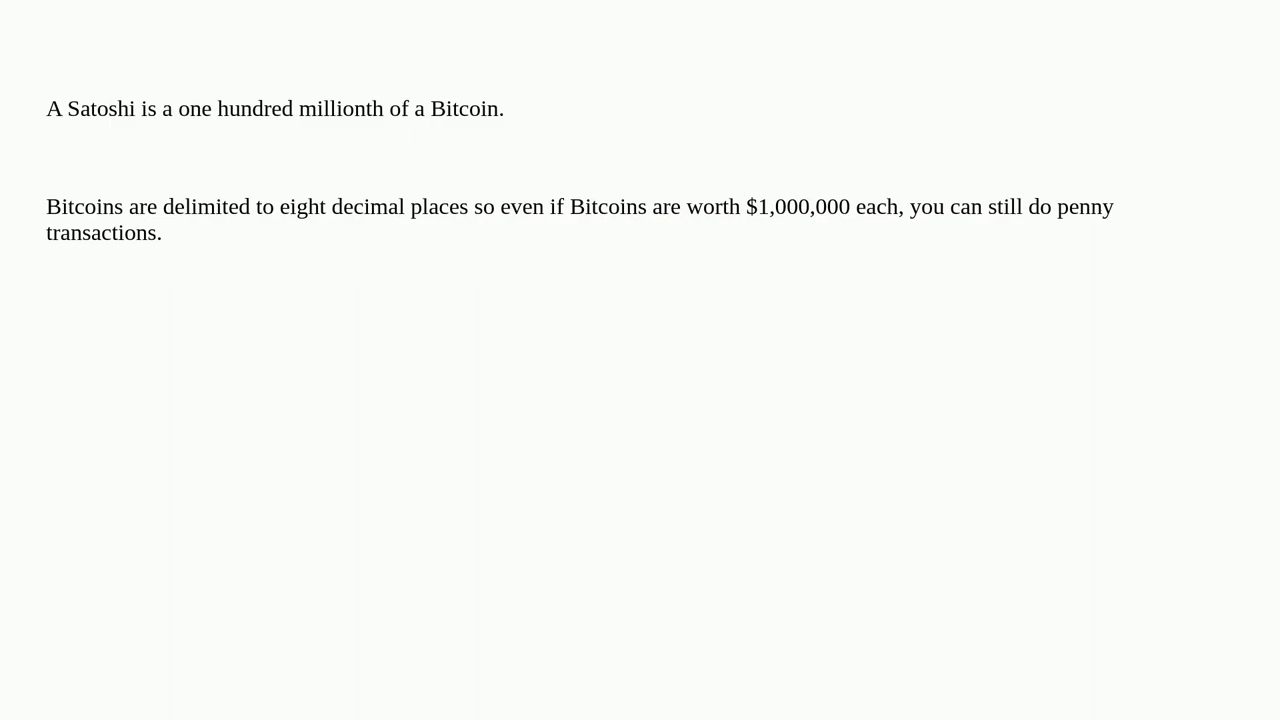 A Satoshi is a one hundred millionth of a Bitcoin.
Bitcoins are delimited to eight decimal places so even if Bitcoins are worth $1,000,000 each, you can still do penny
transactions.